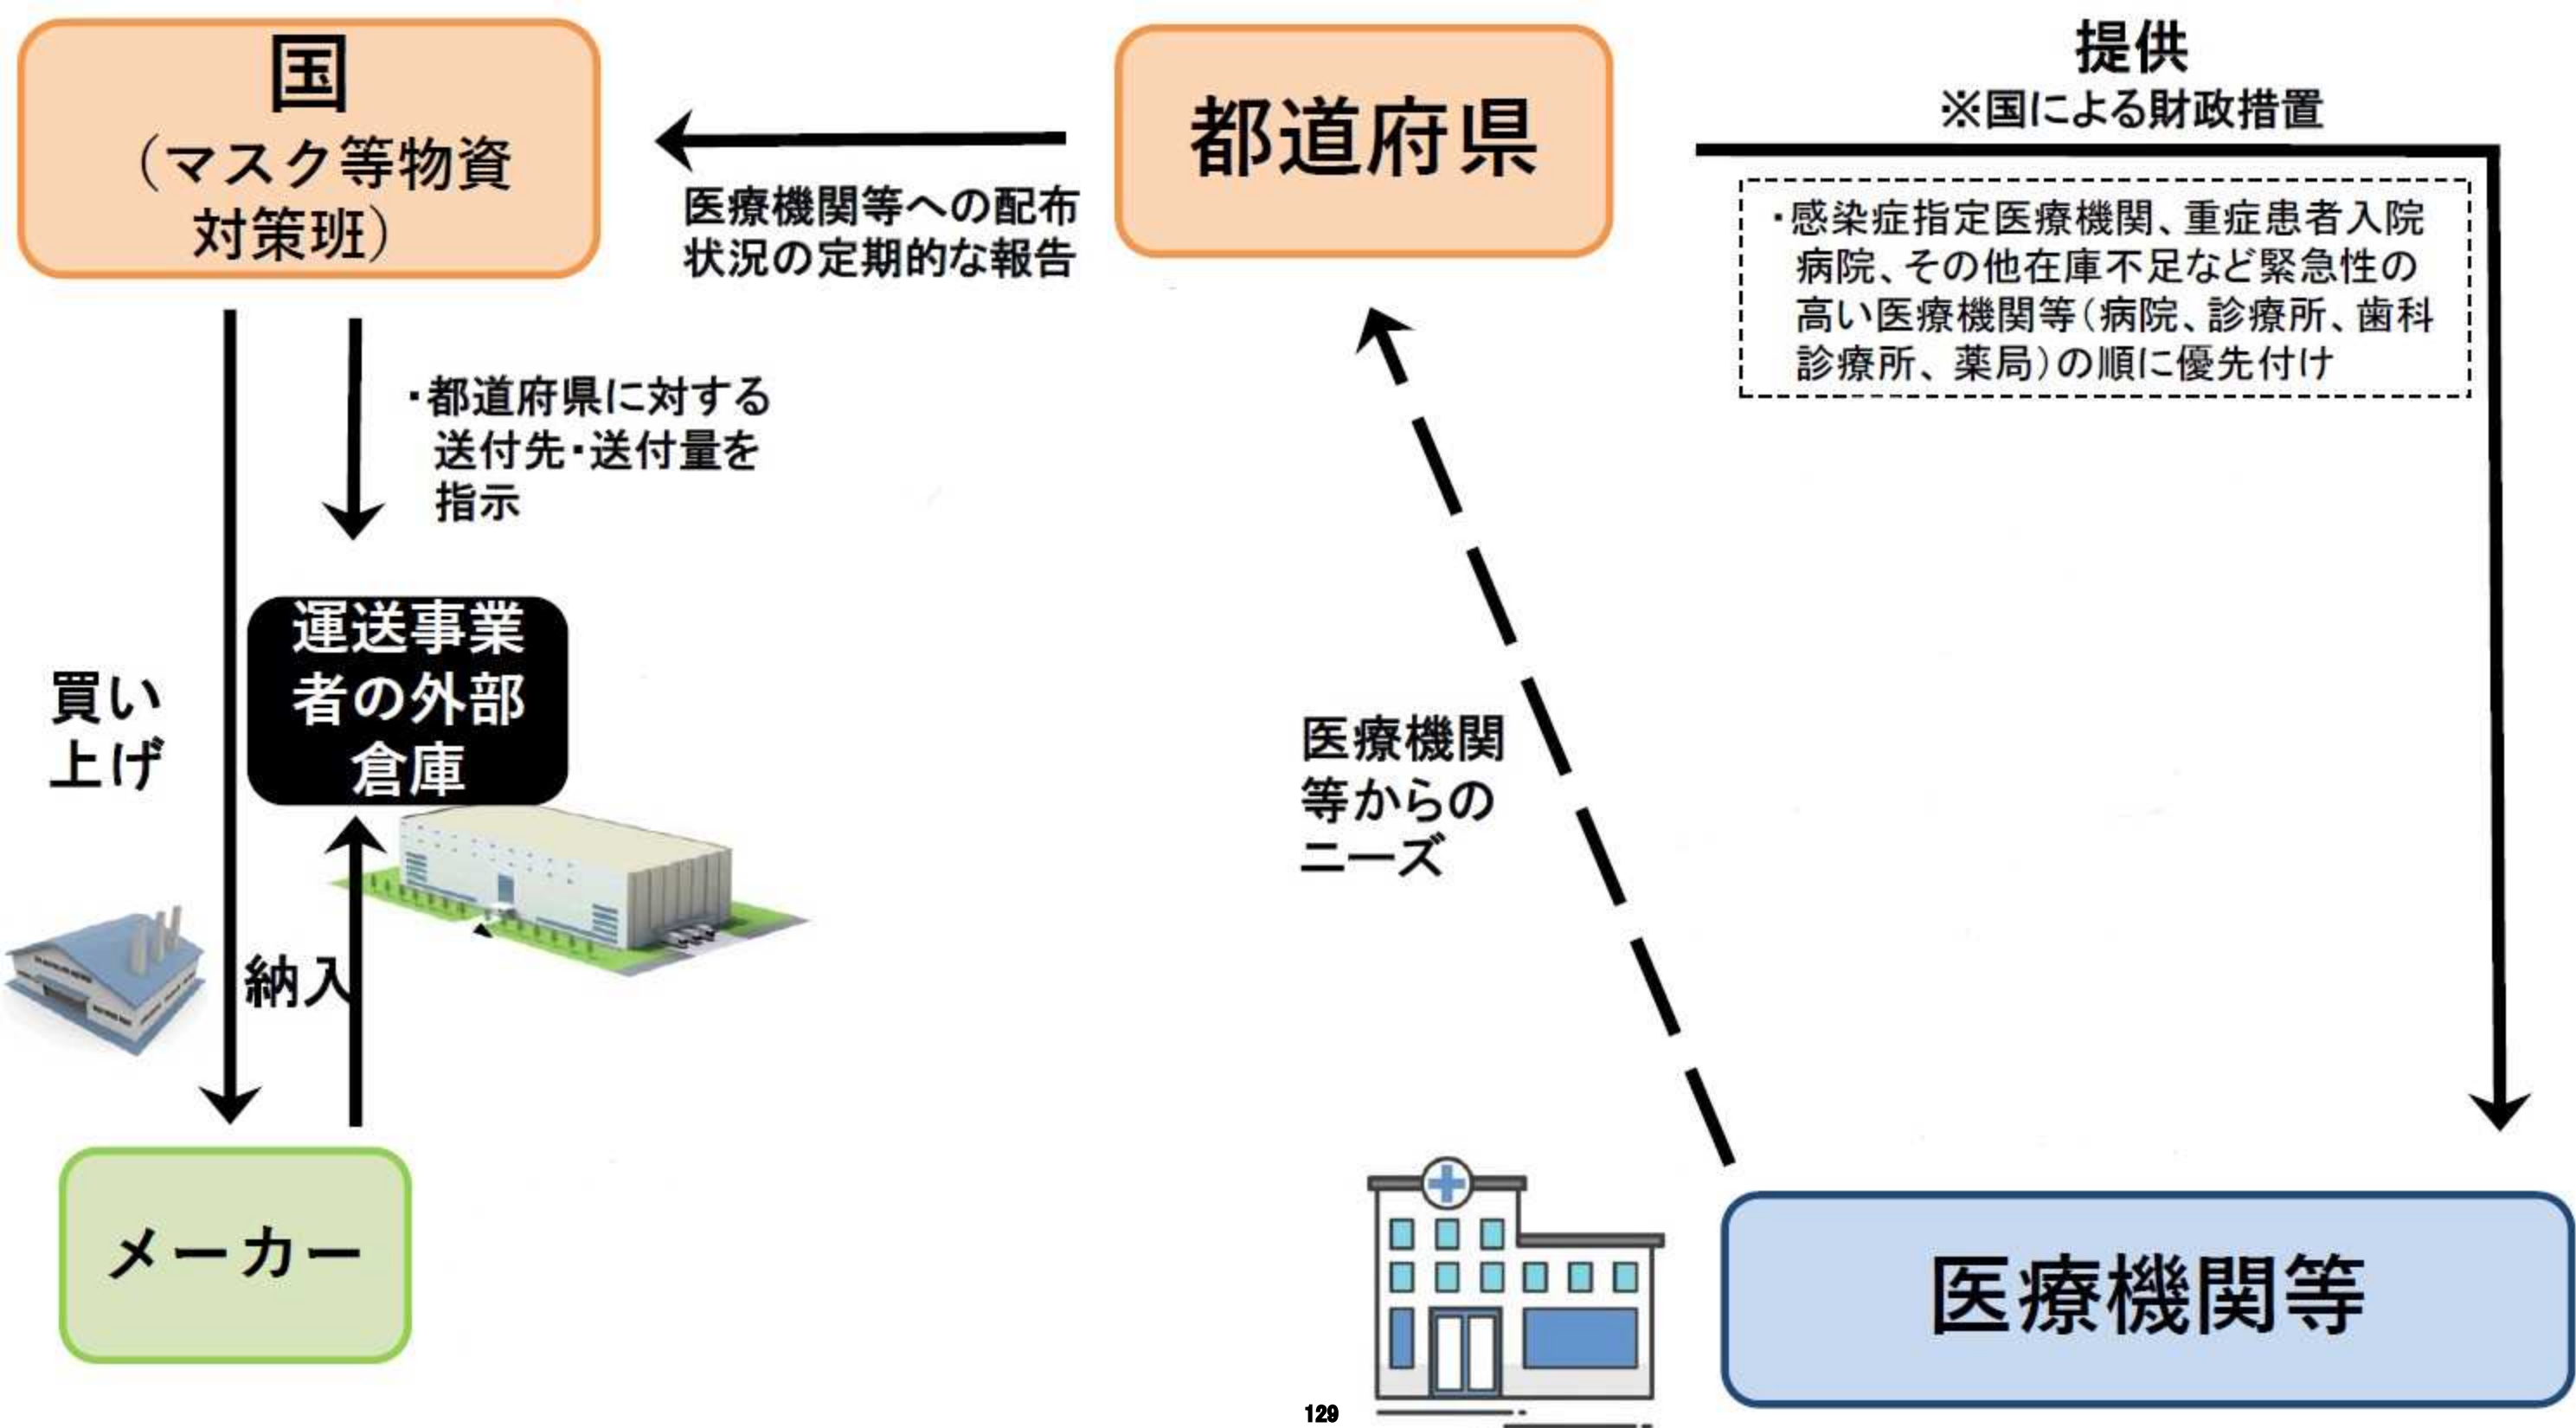 国
（マスク等物資
対策班）
都道府県
提供
※国による財政措置
医療機関等への配布
状況の定期的な報告
・感染症指定医療機関、重症患者入院
病院、その他在庫不足など緊急性の
高い医療機関等（病院、診療所、歯科
診療所、薬局）の順に優先付け
・都道府県に対する
送付先・送付量を
指示
運送事業
者の外部
倉庫
買い
上げ
納入
医療機関
等からの
ニーズ
メーカー
医療機関等
129